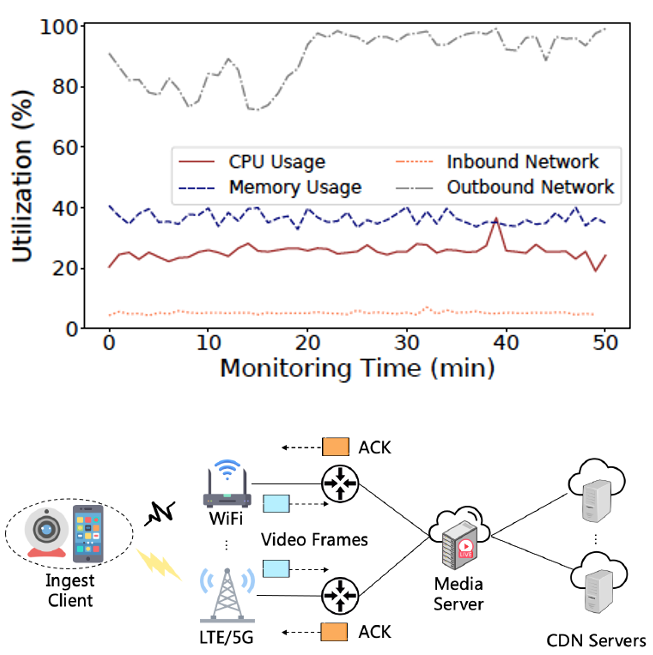 100
80
60
40
20
0
Utilization (%)
CPU Usage
Memory Usage
Inbound Network
Outbound Network
0 10 20 30 40 50
Monitoring Time (min)
ACK
WiFi
Video Frames
Ingest
Client
LIVE
Media
Server
LTE/5G
ACK
CDN Servers